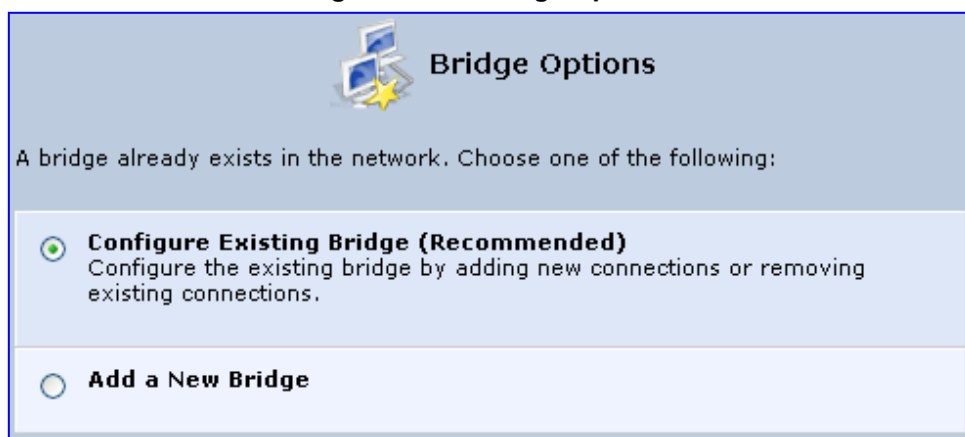 Bridge Options
A bridge already exists in the network. Choose one of the following:
Configure Existing Bridge (Recommended)
Configure the existing bridge by adding new connections or removing
existing connections.
Add a New Bridge